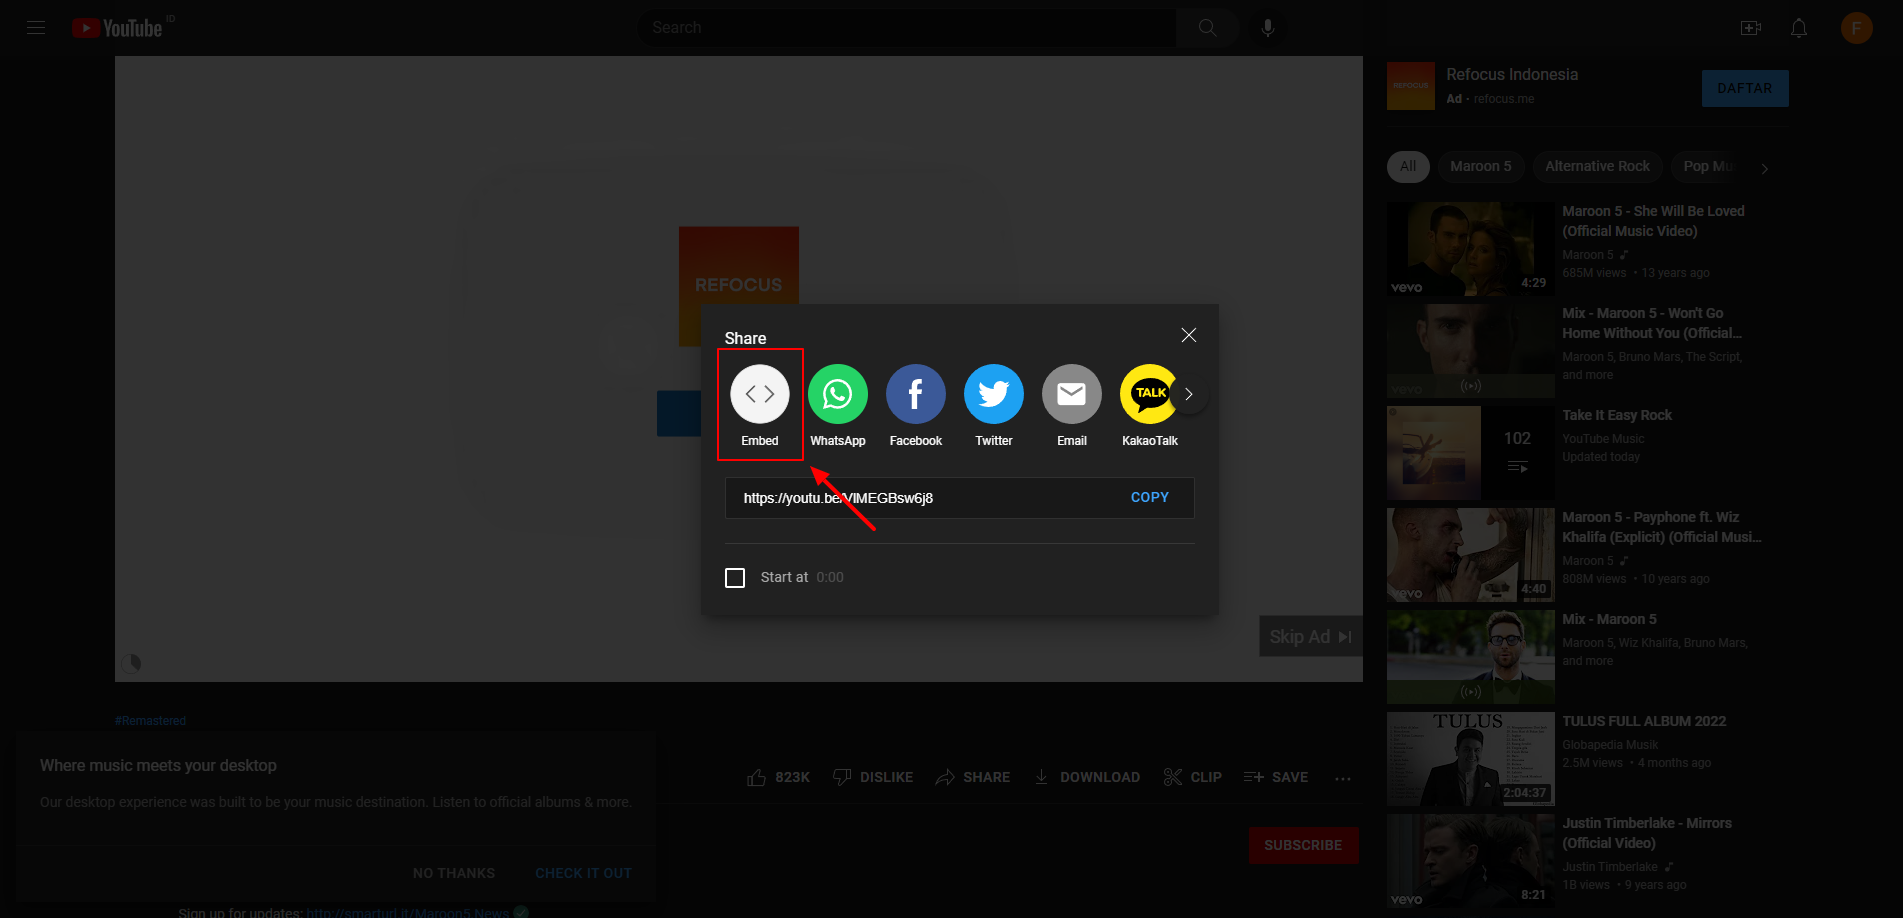 YouTube ID
Search
F
REFOCUS
Refocus Indonesia
Ad • refocus.me
DAFTAR
All
Maroon 5
Alternative Rock
Pop Mu
REFOCUS
Share
Embed
WhatsApp
Facebook
Twitter
Email
TALK
KakaoTalk
https://youtu.be/VlMEGBsw6j8
COPY
Start at 0:00
Skip Ad
Maroon 5 - She Will Be Loved
(Official Music Video)
Maroon 5
685M views • 13 years ago
vevo
4:29
Mix - Maroon 5 - Won't Go
Home Without You (Official...
Maroon 5, Bruno Mars, The Script,
and more
vevo
Take It Easy Rock
YouTube Music
Updated today
102
Maroon 5 - Payphone ft. Wiz
Khalifa (Explicit) (Official Musi...
Maroon 5
808M views • 10 years ago
vevo
4:40
Mix - Maroon 5
Maroon 5, Wiz Khalifa, Bruno Mars,
and more
TULUS
TULUS FULL ALBUM 2022
Globapedia Musik
2.5M views • 4 months ago
2:04:37
Justin Timberlake - Mirrors
(Official Video)
Justin Timberlake
1B views • 9 years ago
vevo
8:21
#Remastered
Where music meets your desktop
Our desktop experience was built to be your music destination. Listen to official albums & more.
NO THANKS
CHECK IT OUT
823K
DISLIKE
SHARE
DOWNLOAD
CLIP
SAVE
SUBSCRIBE
Sign up for updates: http://smarturl.it/Maroon5.News